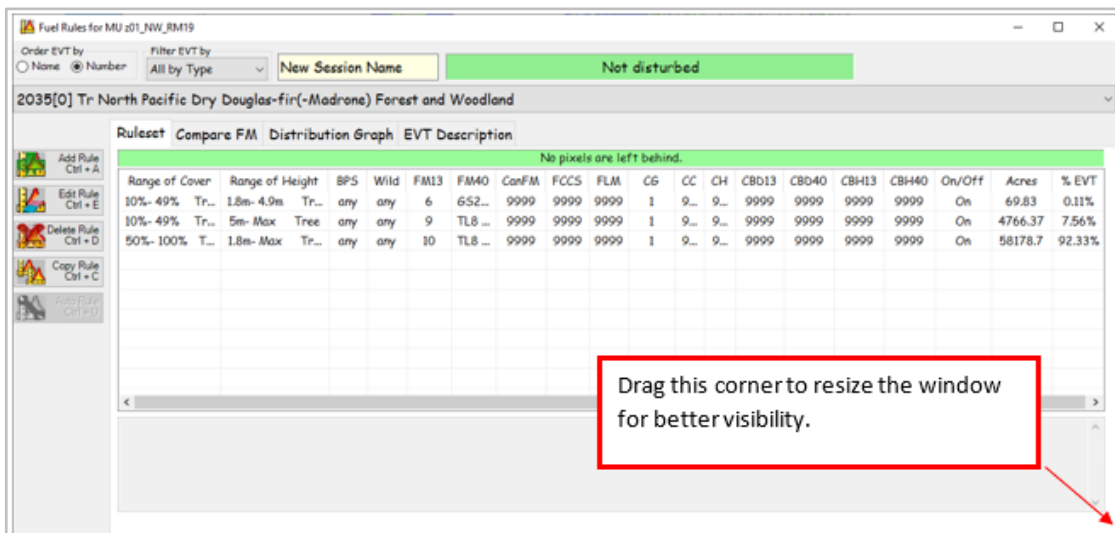 Fuel Rules for MU z01_NW_RM19
Order EVT by
Filter EVT by
Name Number All by Type New Session Name Not disturbed
2035[0] Tr North Pacific Dry Douglas-fir(-Madrone) Forest and Woodland
Ruleset Compare FM Distribution Graph EVT Description
No pixels are left behind.
Add Rule
Ctrl + A
Edit Rule
Ctrl + E
Delete Rule
Ctrl + D
Copy Rule
Ctrl + C
Auto Rule
Ctrl + U
Range of Cover Range of Height BPS Wild FM13 FM40 CanFM FCCS FLM CG CC CH CBD13 CBD40 CBH13 CBH40 On/Off Acres % EVT
10%- 49% Tr... 1.8m- 4.9m Tr... any any 6 GS2... 9999 9999 9999 1 9... 9... 9999 9999 9999 9999 On 69.83 0.11%
10%- 49% Tr... 5m- Max Tree any any 9 TL8 ... 9999 9999 9999 1 9... 9... 9999 9999 9999 9999 On 4766.37 7.56%
50%- 100% T... 1.8m- Max Tr... any any 10 TL8 ... 9999 9999 9999 1 9... 9... 9999 9999 9999 9999 On 58178.7 92.33%
Drag this corner to resize the window
for better visibility.